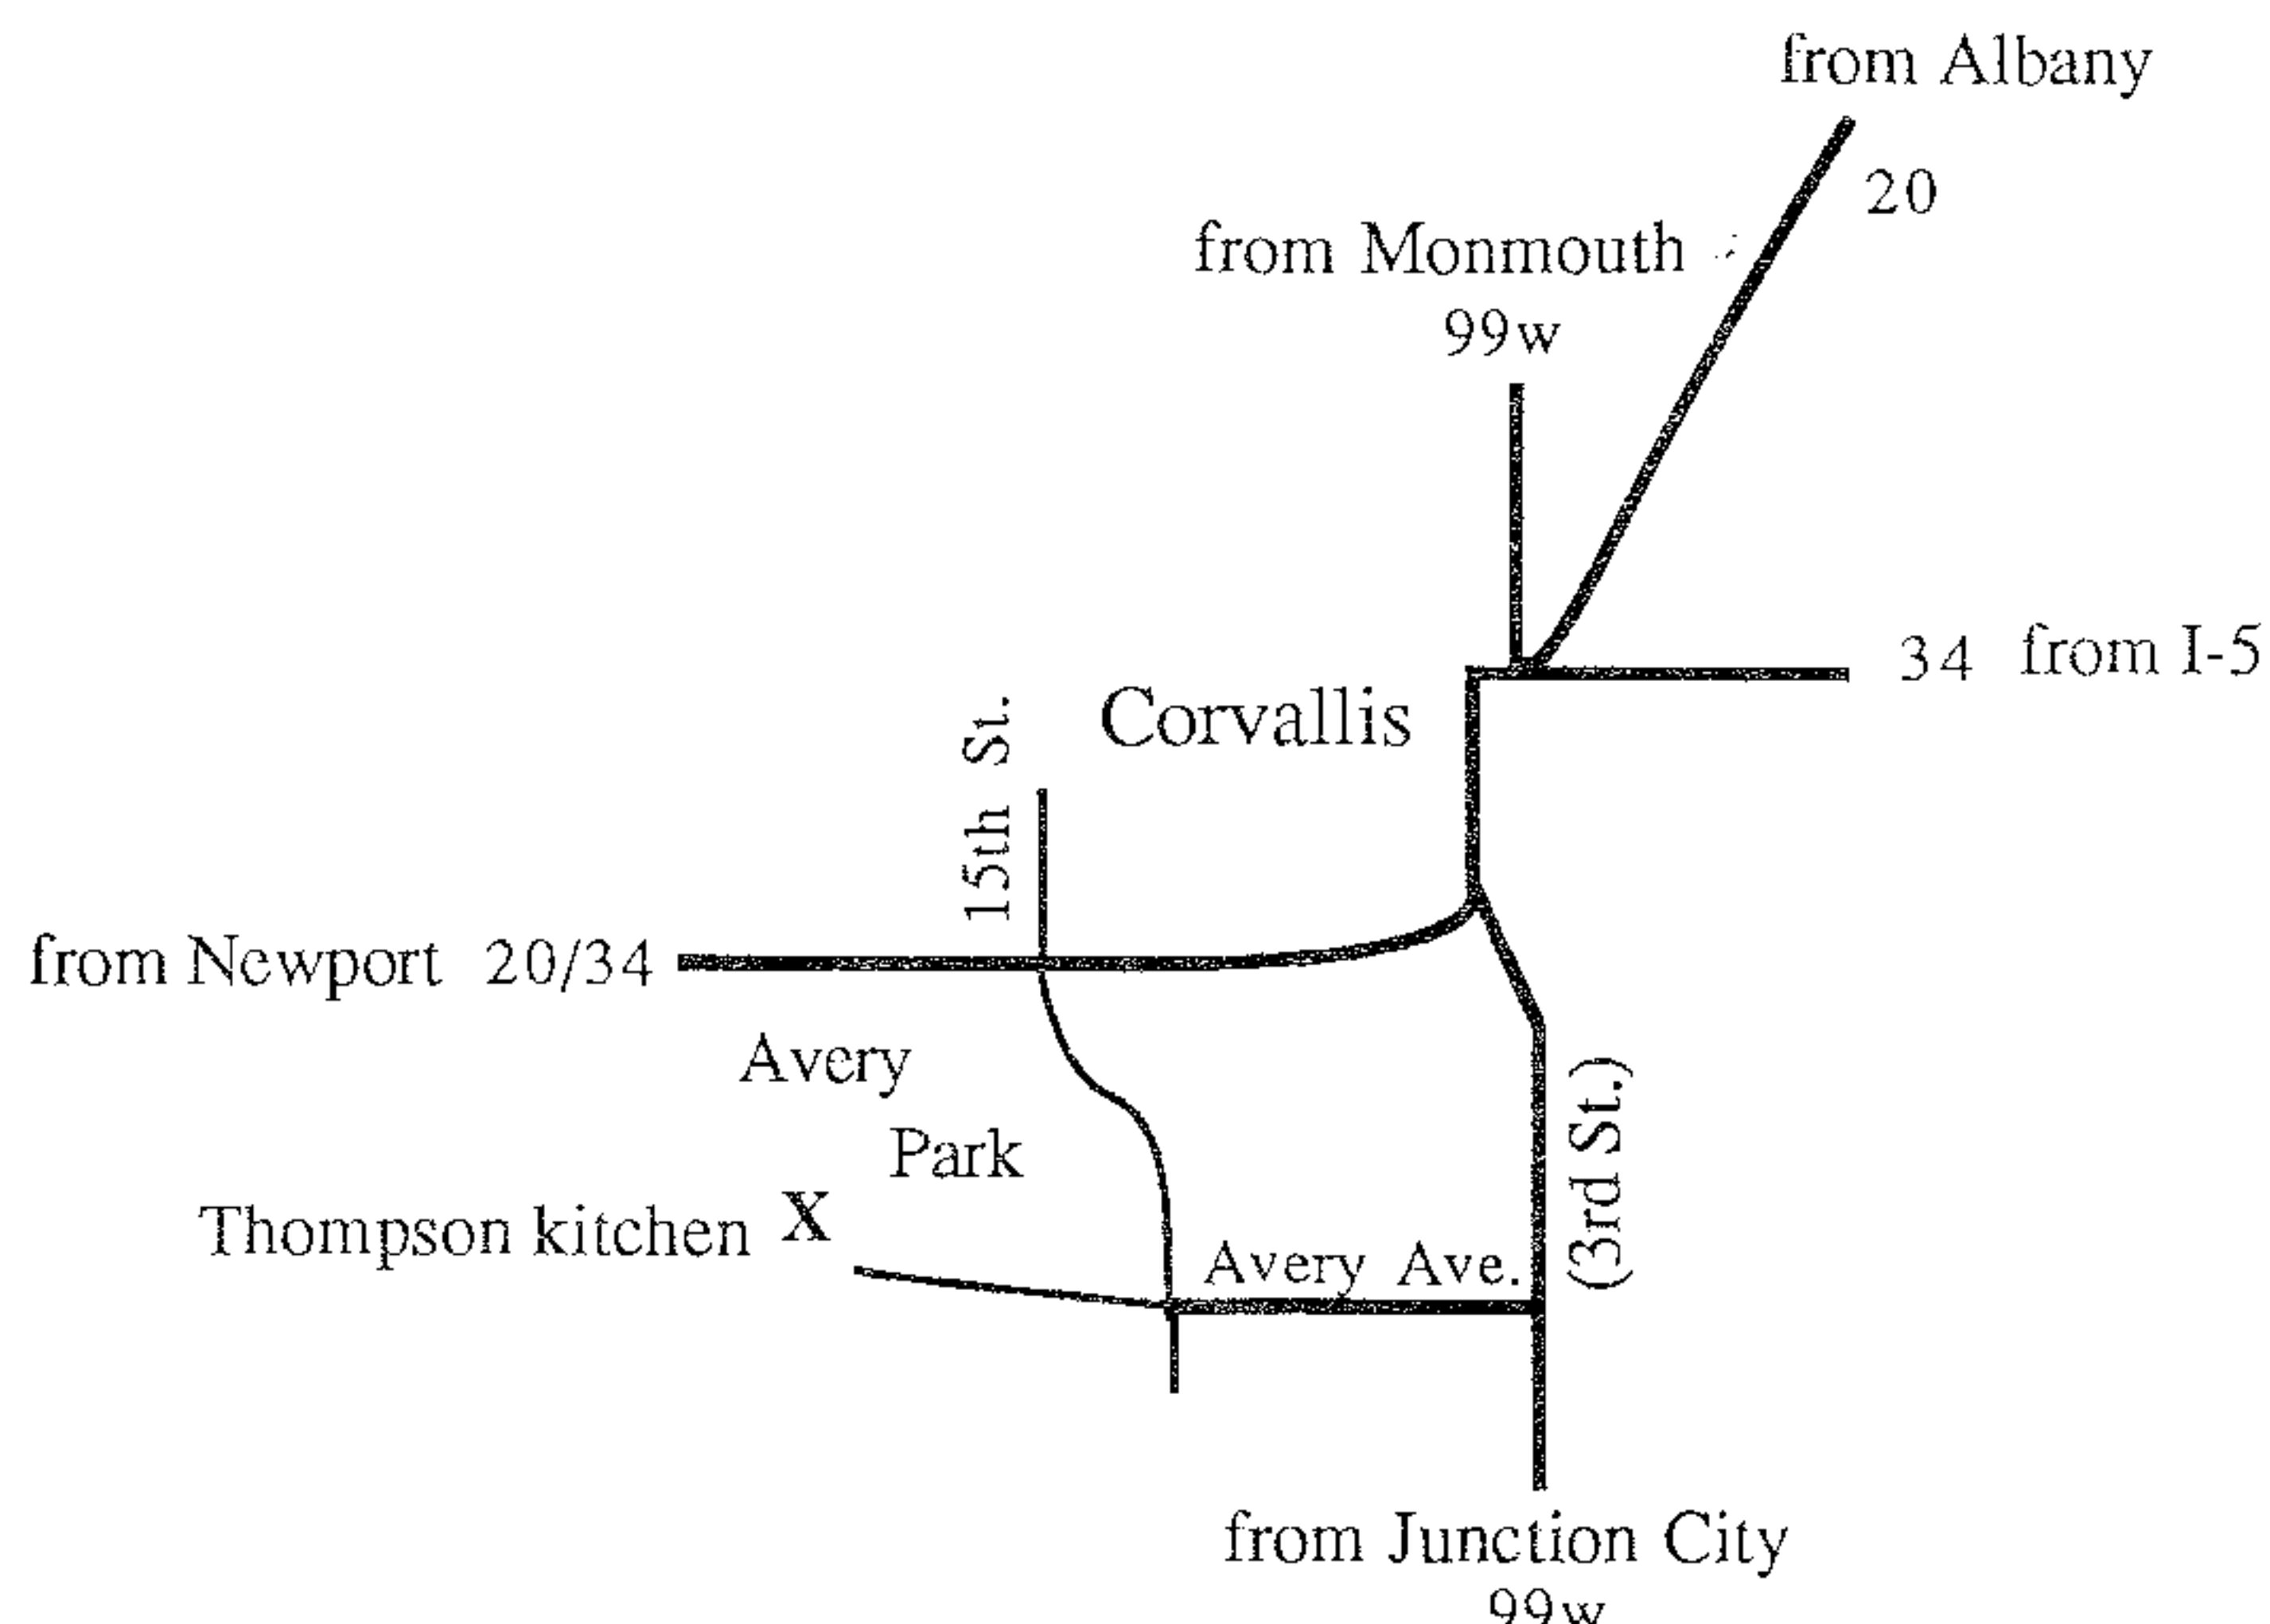 from Albany
20
from Monmouth
99w
34 from I-5
Corvallis
15th St.
from Newport 20/34
Avery
Park
(3rd St.)
Thompson kitchen X
Avery Ave.
from Junction City
99w